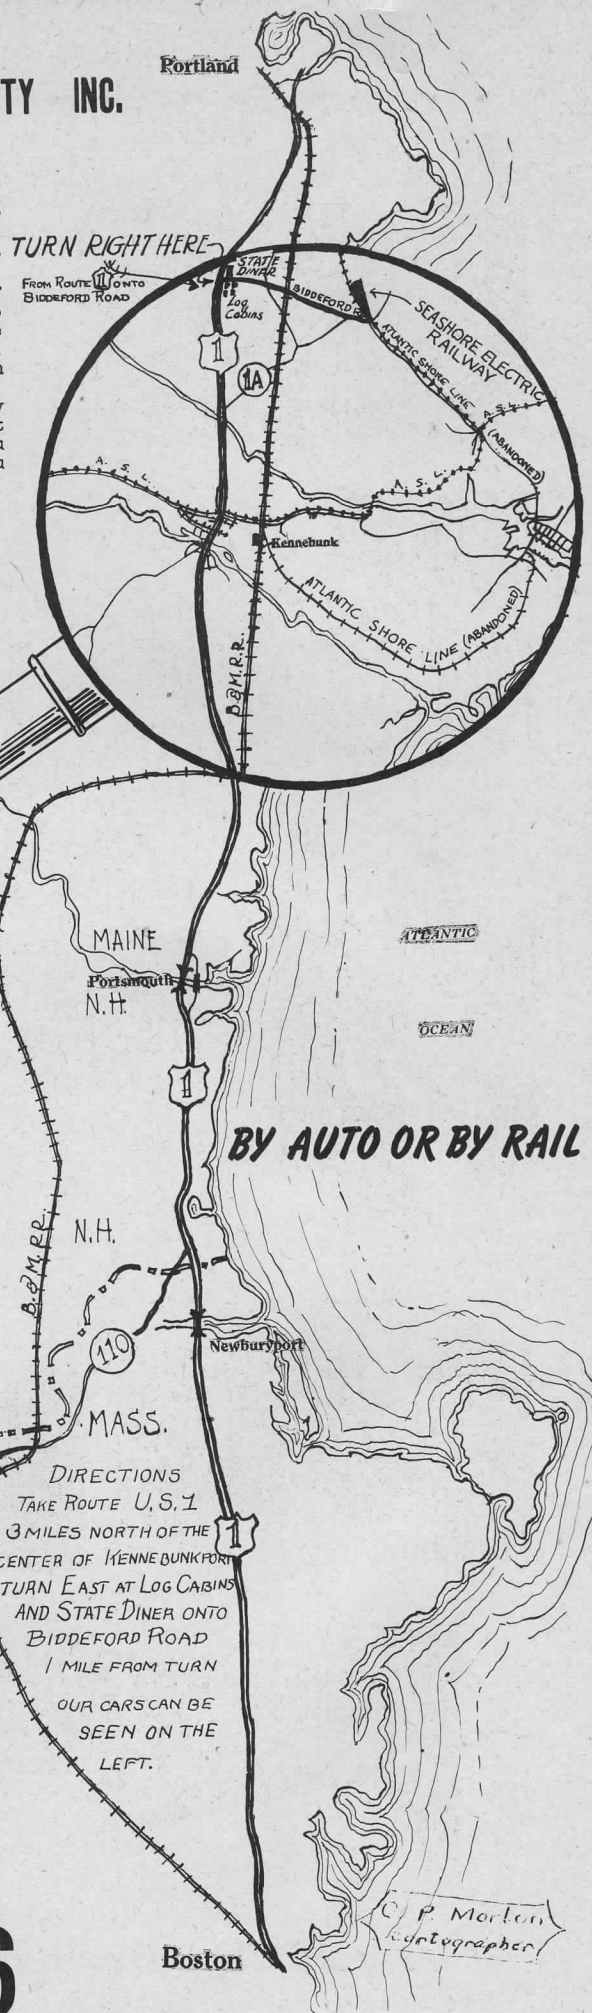 Portland
TY INC.
TURN RIGHT HERE
FROM ROUTE 1 ONTO
BIDDEFORD ROAD
STATE
DINER
LOG
CABINS
BIDDEFORD R
SEASHORE ELECTRIC
RAILWAY
1
1A
ATLANTIC SHORE LINE
(ABANDONED)
A. S. L.
A. S. L.
A. S. L.
Kennebunk
ATLANTIC SHORE LINE (ABANDONED)
B.&M.R.R.
MAINE
Portsmouth
N.H.
ATLANTIC
OCEAN
1
BY AUTO OR BY RAIL
N.H.
B.&M.RR.
110
Newburyport
MASS.
DIRECTIONS
TAKE ROUTE U.S.1
3 MILES NORTH OF THE
CENTER OF KENNEBUNKPORT
TURN EAST AT LOG CABINS
AND STATE DINER ONTO
BIDDEFORD ROAD
1 MILE FROM TURN
OUR CARS CAN BE
SEEN ON THE
LEFT.
1
P. Morton
cartographer
Boston